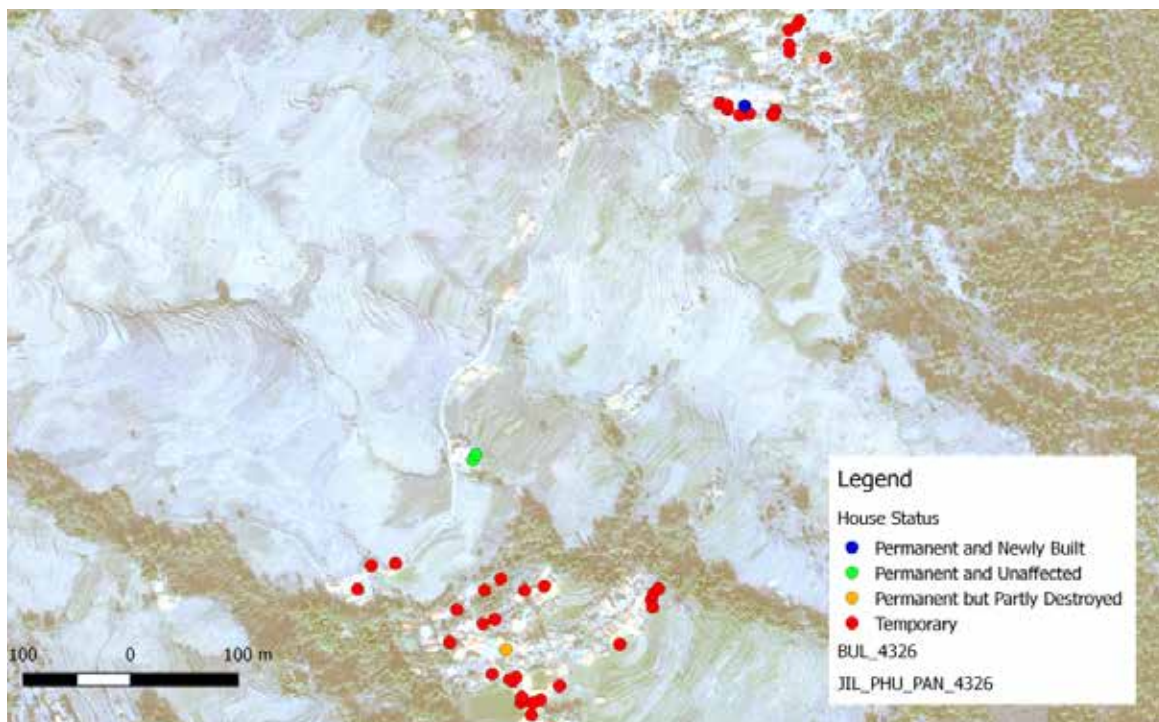 Legend
House Status
Permanent and Newly Built
Permanent and Unaffected
Permanent but Partly Destroyed
Temporary
BUL_4326
JIL_PHU_PAN_4326
100 0 100 m